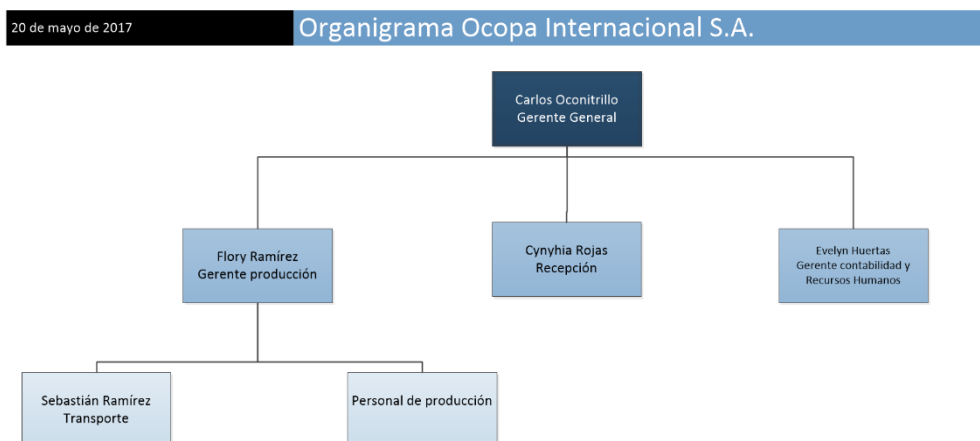 20 de mayo de 2017
Organigrama Ocopa Internacional S.A.
Carlos Oconitrillo
Gerente General
Flory Ramírez
Gerente producción
Cynyhia Rojas
Recepción
Evelyn Huertas
Gerente contabilidad y
Recursos Humanos
Sebastián Ramírez
Transporte
Personal de producción